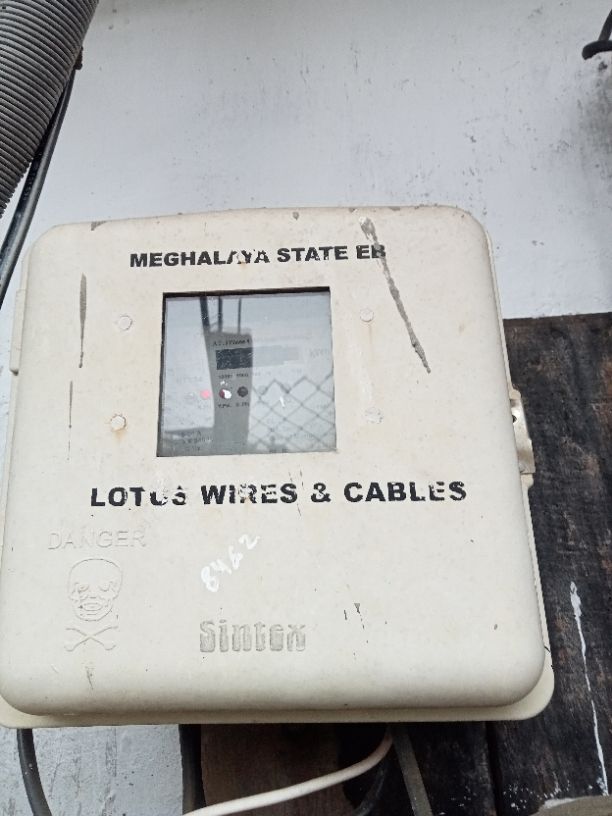 MEGHALAYA STATE EB
LOTUS WIRES & CABLES
DANGER
8462
Sintex